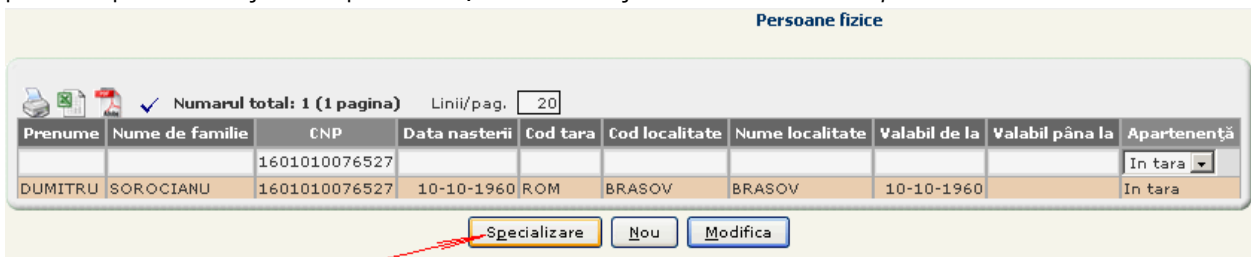 Persoane fizice
Numarul total: 1 (1 pagina) Linii/pag. 20
Prenume Nume de familie CNP Data nasterii Cod tara Cod localitate Nume localitate Valabil de la Valabil pâna la Apartenență
1601010076527 In tara
DUMITRU SOROCIANU 1601010076527 10-10-1960 ROM BRASOV BRASOV 10-10-1960 In tara
Specializare Nou Modifica